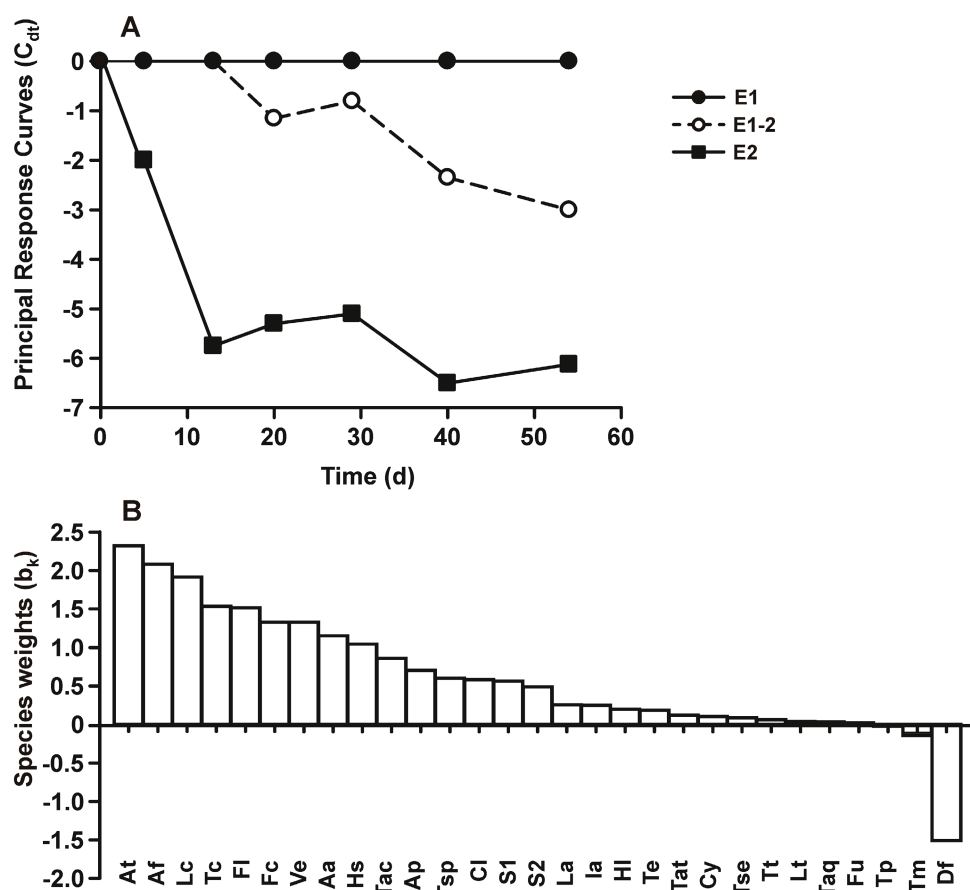 A
Principal Response Curves (Cdt)
0
-1
-2
-3
-4
-5
-6
-7
0 10 20 30 40 50 60
Time (d)
E1
E1-2
E2
B
Species weights (bk)
2.5
2.0
1.5
1.0
0.5
0
-0.5
-1.0
-1.5
-2.0
At Af Lc Tc Fl Fc Ve Aa Hs Tac Ap Tsp Cl S1 S2 La Ia Hl Te Tat Cy Tse Tt Lt Taq Fu Tp Tm Df